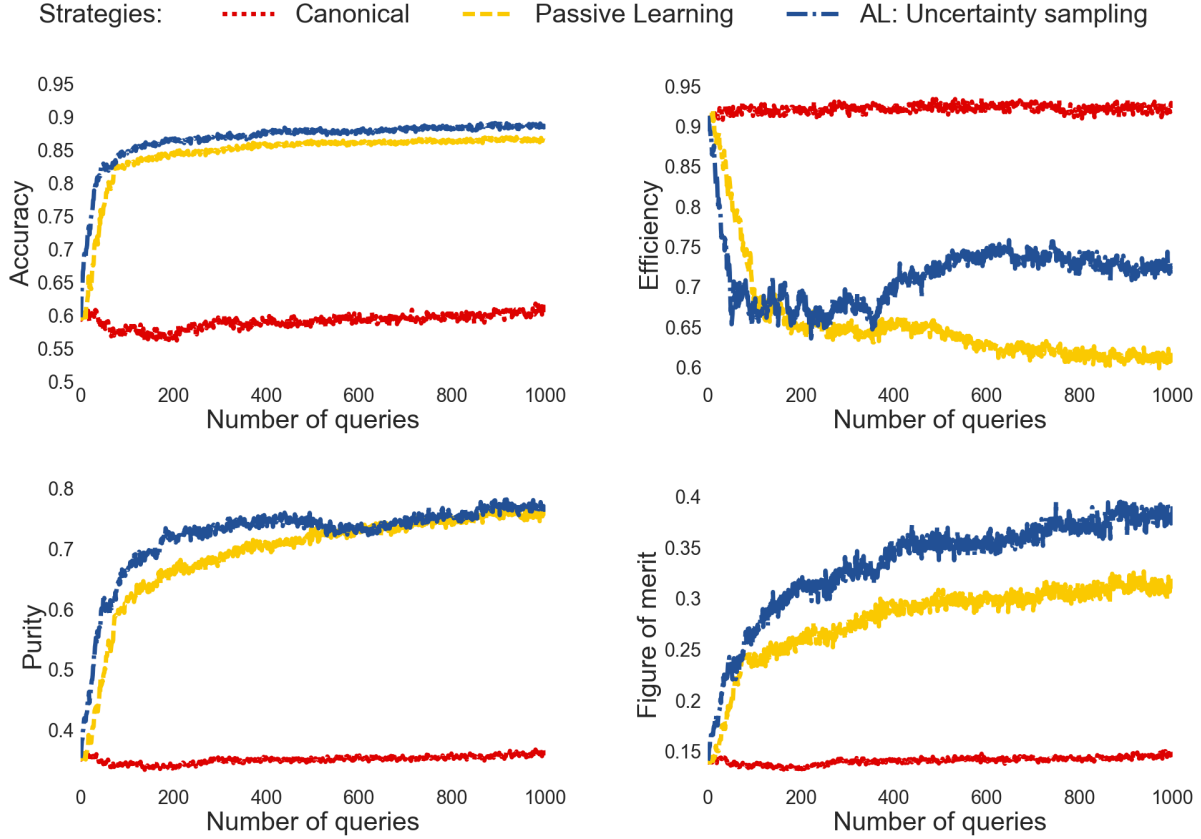 Strategies: Canonical Passive Learning AL: Uncertainty sampling
Accuracy
0.95
0.9
0.85
0.8
0.75
0.7
0.65
0.6
0.55
0.5
0 200 400 600 800 1000
Number of queries
Efficiency
0.95
0.9
0.85
0.8
0.75
0.7
0.65
0.6
0 200 400 600 800 1000
Number of queries
Purity
0.8
0.7
0.6
0.5
0.4
0 200 400 600 800 1000
Number of queries
Figure of merit
0.4
0.35
0.3
0.25
0.2
0.15
0 200 400 600 800 1000
Number of queries